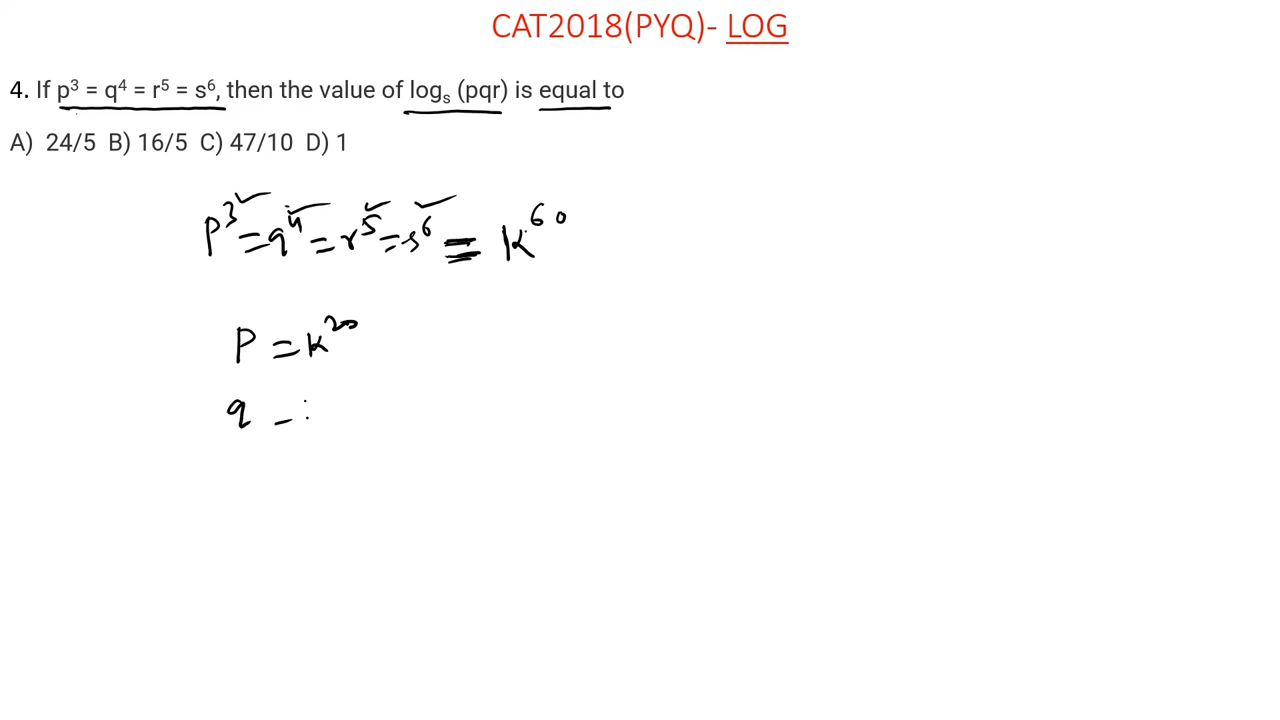 CAT2018(PYQ)- LOG
4. If p³ = q⁴ = r⁵ = s⁶, then the value of logₛ (pqr) is equal to
A) 24/5 B) 16/5 C) 47/10 D) 1
P³ = q⁴ = r⁵ = s⁶ = K⁶⁰
P = K²⁰
q